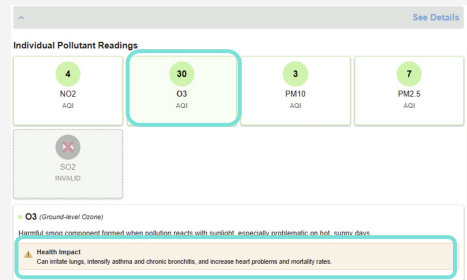 See Details
Individual Pollutant Readings
4
NO2
AQI
30
O3
AQI
3
PM10
AQI
7
PM2.5
AQI
SO2
INVALID
O3 (Ground-level Ozone)
Harmful smog component formed when pollution reacts with sunlight, especially problematic on hot, sunny days.
Health Impact
Can irritate lungs, intensify asthma and chronic bronchitis, and increase heart problems and mortality rates.